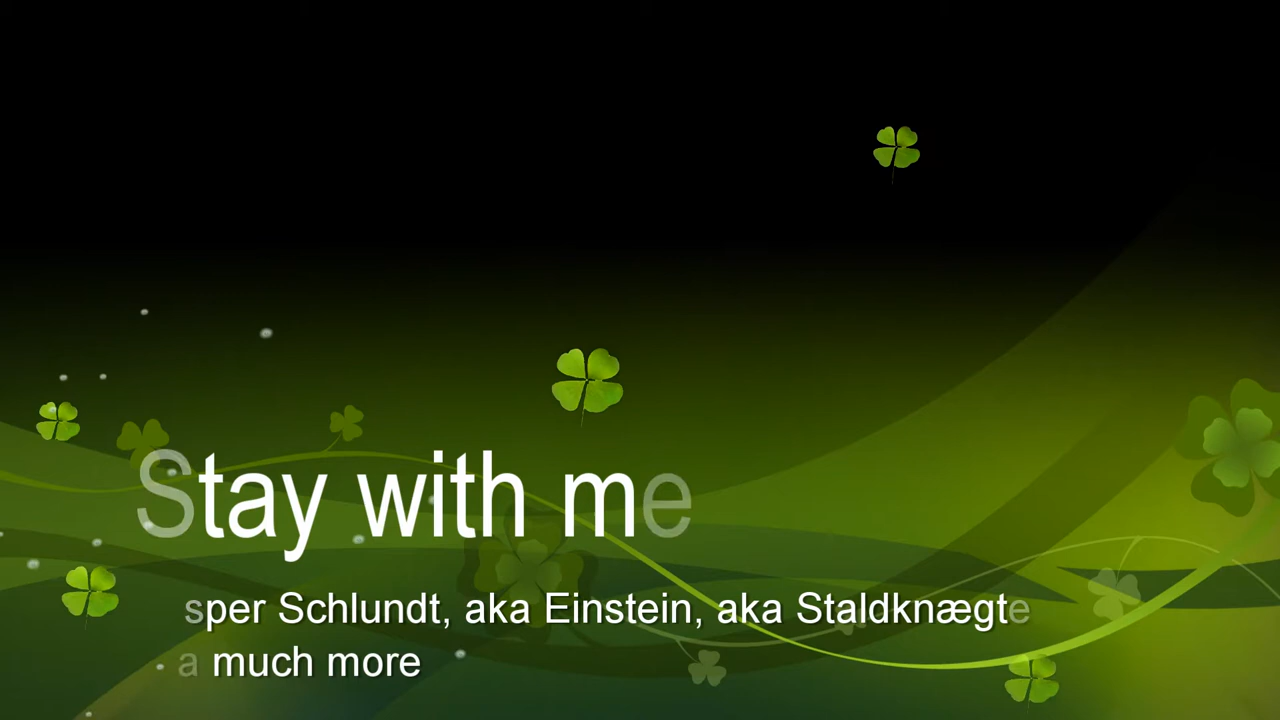 Stay with me
sper Schlundt, aka Einstein, aka Staldknægte
a much more